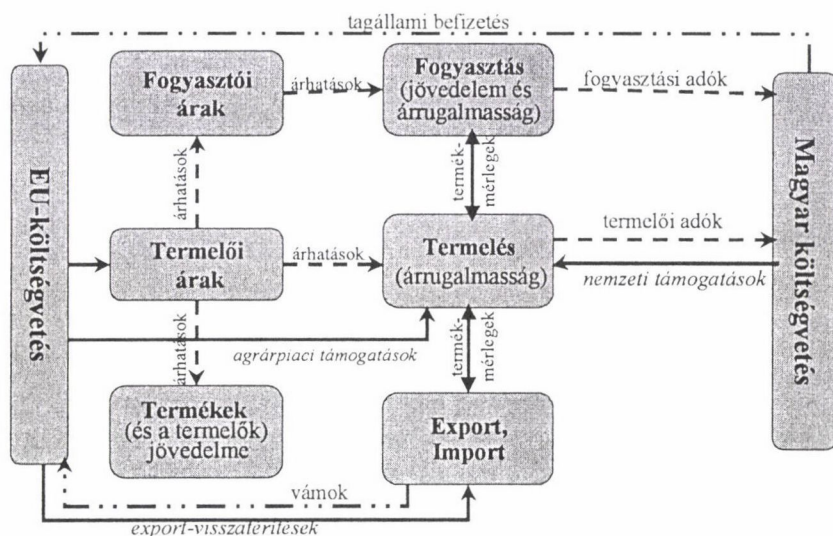 tagállami befizetés
EU-költségvetés
Fogyasztói
árak
árhatások
Fogyasztás
(jövedelem és
árrugalmasság)
fogvasztási adók
Magyar költségvetés
árhatások
termék-
mérlegek
Termelői
árak
árhatások
Termelés
(árrugalmasság)
termelői adók
nemzeti támogatások
árhatások
agrárpiaci támogatások
termék-
mérlegek
Termékek
(és a termelők)
jövedelme
Export,
Import
vámok
export-visszatérítések